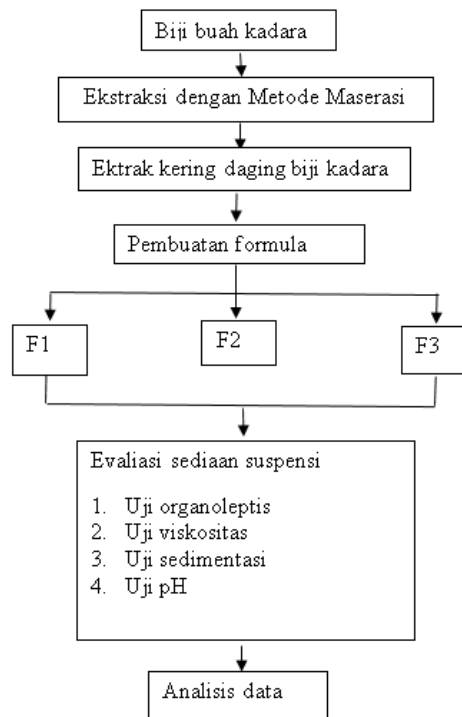 Biji buah kadara
Ekstraksi dengan Metode Maserasi
Ektrak kering daging biji kadara
Pembuatan formula
F1
F2
F3
Evaliasi sediaan suspensi
1. Uji organoleptis
2. Uji viskositas
3. Uji sedimentasi
4. Uji pH
Analisis data